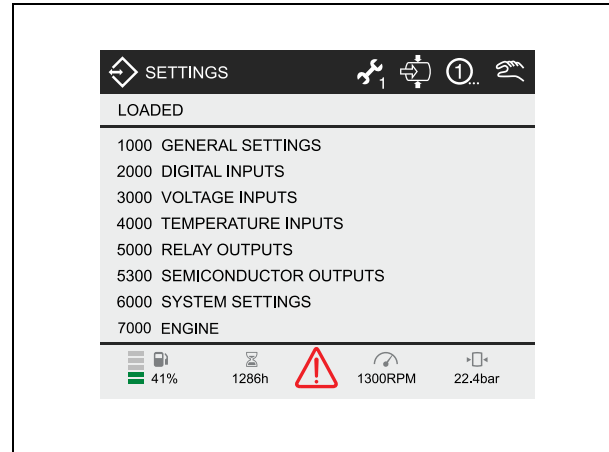 SETTINGS 1 1...
LOADED
1000 GENERAL SETTINGS
2000 DIGITAL INPUTS
3000 VOLTAGE INPUTS
4000 TEMPERATURE INPUTS
5000 RELAY OUTPUTS
5300 SEMICONDUCTOR OUTPUTS
6000 SYSTEM SETTINGS
7000 ENGINE
41% 1286h 1300RPM 22.4bar